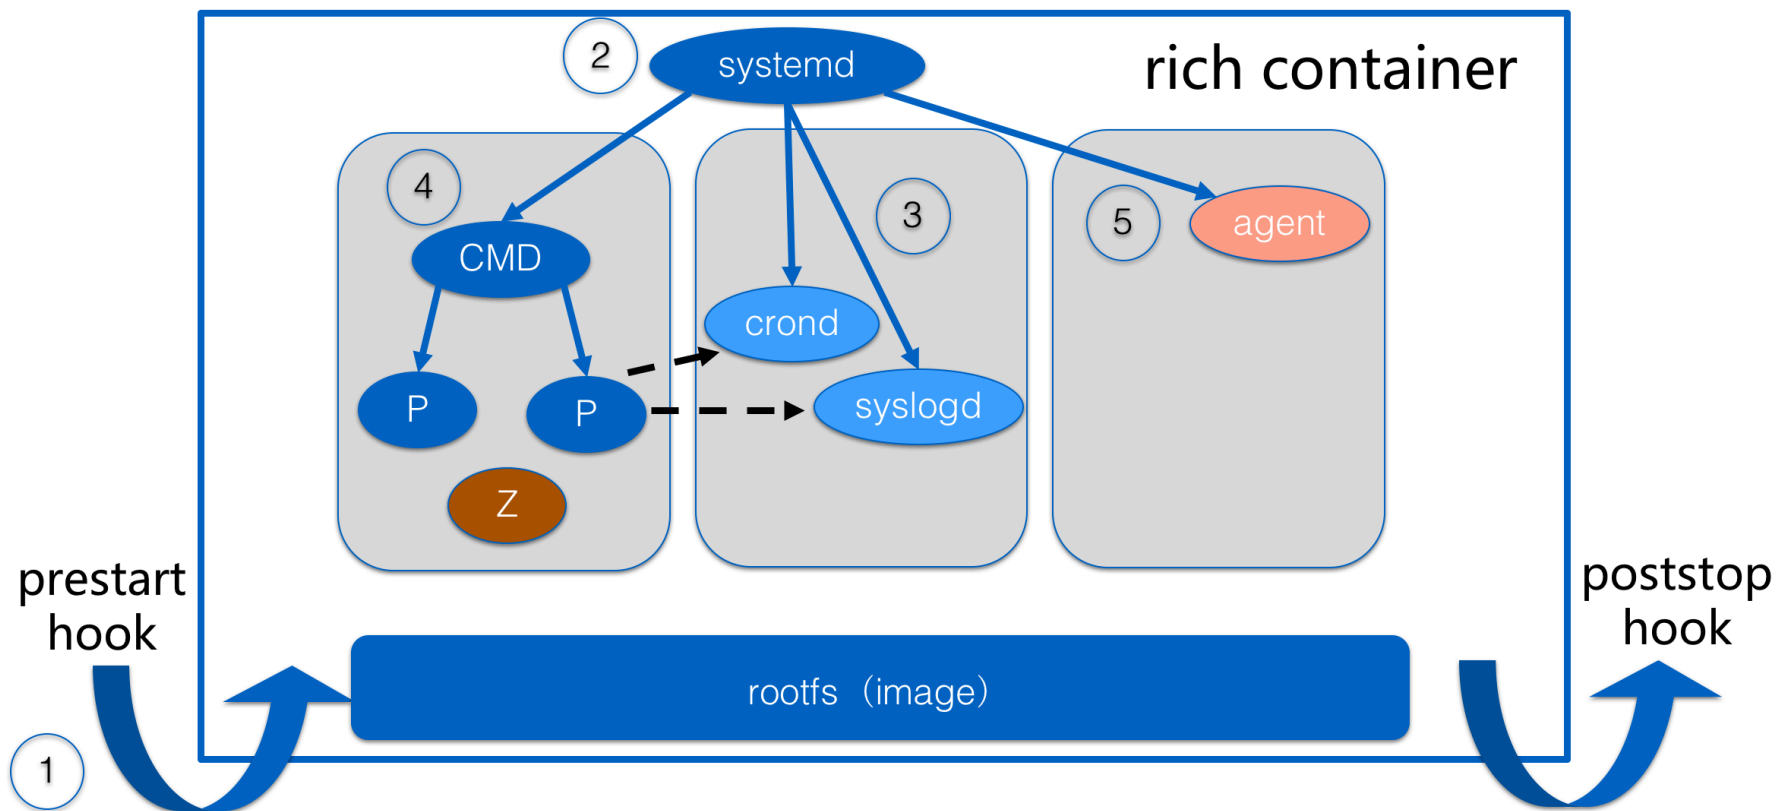 2
systemd
rich container
4
3
5
agent
CMD
crond
P
P
syslogd
Z
prestart
hook
poststop
hook
rootfs（image）
1